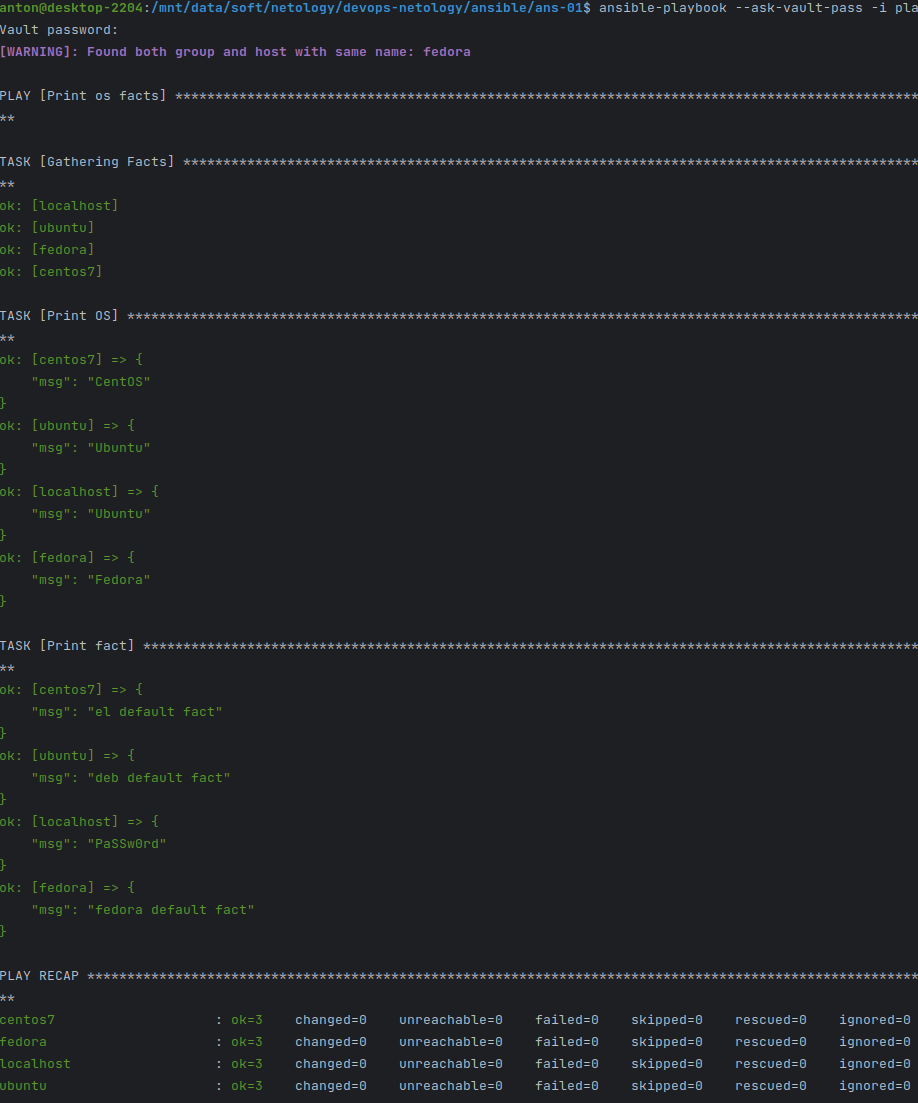 anton@desktop-2204:/mnt/data/soft/netology/devops-netology/ansible/ans-01$ ansible-playbook --ask-vault-pass -i pla
Vault password:
[WARNING]: Found both group and host with same name: fedora
PLAY [Print os facts] *********************************************************************************************
**
TASK [Gathering Facts] ********************************************************************************************
**
ok: [localhost]
ok: [ubuntu]
ok: [fedora]
ok: [centos7]
TASK [Print OS] ***************************************************************************************************
**
ok: [centos7] => {
    "msg": "CentOS"
}
ok: [ubuntu] => {
    "msg": "Ubuntu"
}
ok: [localhost] => {
    "msg": "Ubuntu"
}
ok: [fedora] => {
    "msg": "Fedora"
}
TASK [Print fact] *************************************************************************************************
**
ok: [centos7] => {
    "msg": "el default fact"
}
ok: [ubuntu] => {
    "msg": "deb default fact"
}
ok: [localhost] => {
    "msg": "PaSSw0rd"
}
ok: [fedora] => {
    "msg": "fedora default fact"
}
PLAY RECAP ********************************************************************************************************
**
centos7                    : ok=3    changed=0    unreachable=0    failed=0    skipped=0    rescued=0    ignored=0
fedora                     : ok=3    changed=0    unreachable=0    failed=0    skipped=0    rescued=0    ignored=0
localhost                  : ok=3    changed=0    unreachable=0    failed=0    skipped=0    rescued=0    ignored=0
ubuntu                     : ok=3    changed=0    unreachable=0    failed=0    skipped=0    rescued=0    ignored=0